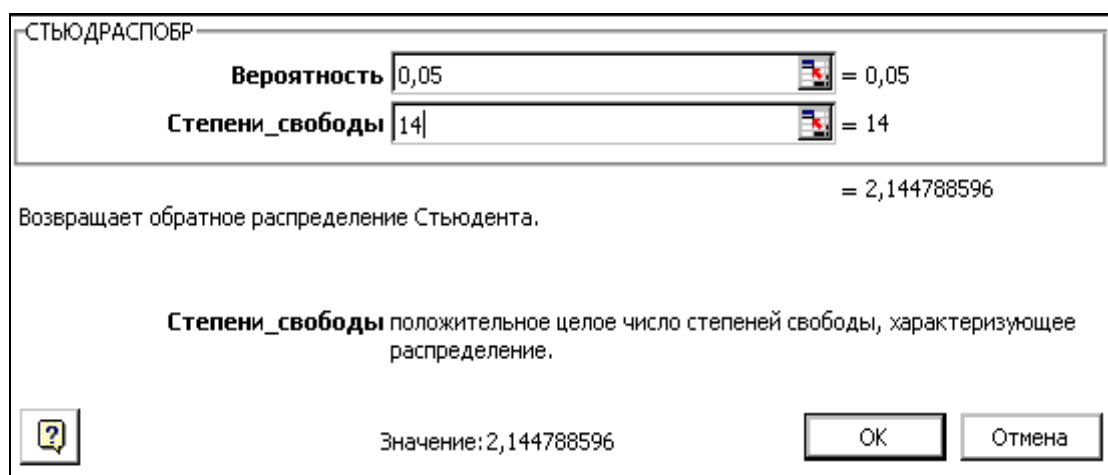 СТЬЮДРАСПОБР
Вероятность 0,05 = 0,05
Степени_свободы 14 = 14
= 2,144788596
Возвращает обратное распределение Стьюдента.
Степени_свободы положительное целое число степеней свободы, характеризующее
распределение.
? Значение:2,144788596 ОК Отмена